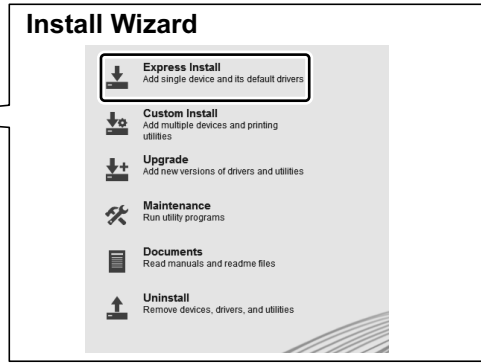 Install Wizard
Express Install
Add single device and its default drivers
Custom Install
Add multiple devices and printing
utilities
Upgrade
Add new versions of drivers and utilities
Maintenance
Run utility programs
Documents
Read manuals and readme files
Uninstall
Remove devices, drivers, and utilities